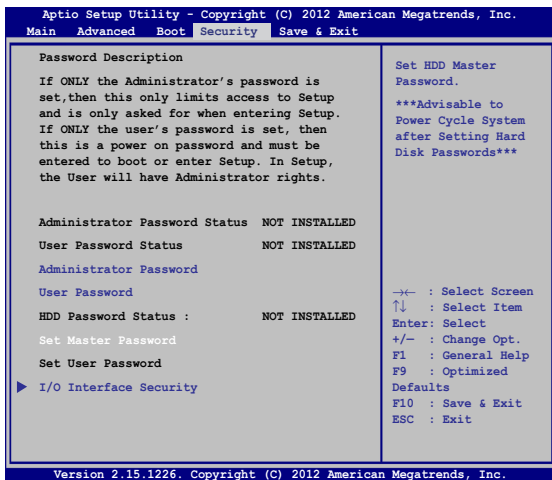 Aptio Setup Utility - Copyright (C) 2012 American Megatrends, Inc.
Main Advanced Boot Security Save & Exit
Password Description
If ONLY the Administrator's password is
set,then this only limits access to Setup
and is only asked for when entering Setup.
If ONLY the user's password is set, then
this is a power on password and must be
entered to boot or enter Setup. In Setup,
the User will have Administrator rights.
Administrator Password Status NOT INSTALLED
User Password Status NOT INSTALLED
Administrator Password
User Password
HDD Password Status : NOT INSTALLED
Set Master Password
Set User Password
I/O Interface Security
Set HDD Master
Password.
***Advisable to
Power Cycle System
after Setting Hard
Disk Passwords***
→← : Select Screen
↑↓ : Select Item
Enter: Select
+/— : Change Opt.
F1 : General Help
F9 : Optimized
Defaults
F10 : Save & Exit
ESC : Exit
Version 2.15.1226. Copyright (C) 2012 American Megatrends, Inc.